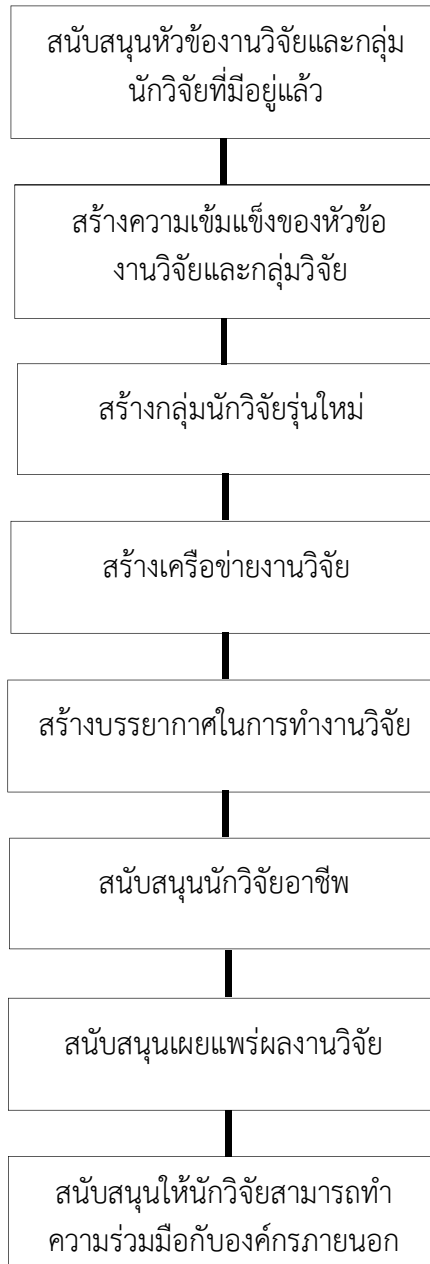 สนับสนุนหัวข้องานวิจัยและกลุ่ม
นักวิจัยที่มีอยู่แล้ว
สร้างความเข้มแข็งของหัวข้อ
งานวิจัยและกลุ่มวิจัย
สร้างกลุ่มนักวิจัยรุ่นใหม่
สร้างเครือข่ายงานวิจัย
สร้างบรรยากาศในการทำงานวิจัย
สนับสนุนนักวิจัยอาชีพ
สนับสนุนเผยแพร่ผลงานวิจัย
สนับสนุนให้นักวิจัยสามารถทำ
ความร่วมมือกับองค์กรภายนอก